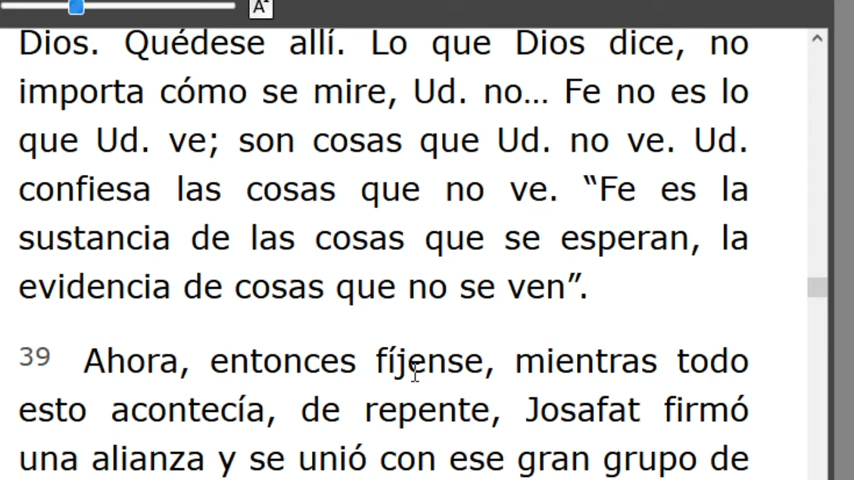 A
Dios. Quédese allí. Lo que Dios dice, no
importa cómo se mire, Ud. no... Fe no es lo
que Ud. ve; son cosas que Ud. no ve. Ud.
confiesa las cosas que no ve. “Fe es la
sustancia de las cosas que se esperan, la
evidencia de cosas que no se ven”.
39 Ahora, entonces fíjense, mientras todo
esto acontecía, de repente, Josafat firmó
una alianza y se unió con ese gran grupo de